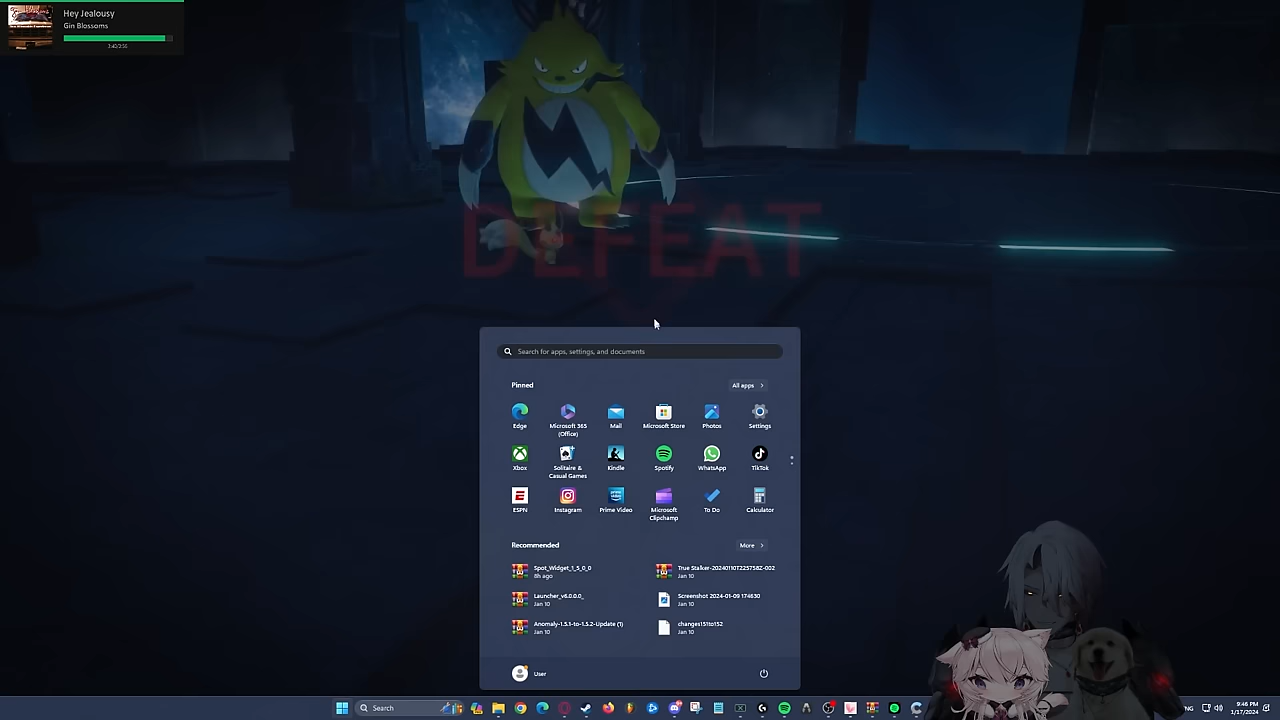 Hey Jealousy
Gin Blossoms
3:40/3:55
DEFEAT
Search for apps, settings, and documents
Pinned
All apps
Edge
Microsoft 365 (Office)
Mail
Microsoft Store
Photos
Settings
Xbox
Solitaire & Casual Games
Kindle
Spotify
WhatsApp
TikTok
ESPN
Instagram
Prime Video
Microsoft Clipchamp
To Do
Calculator
Recommended
More
Spot_Widget_1_5_0_0
8h ago
True Stalker-20240110T225758Z-002
Jan 10
Launcher_v6.0.0.0_
Jan 10
Screenshot 2024-01-09 174630
Jan 10
Anomaly-1.5.1-to-1.5.2-Update (1)
Jan 10
changes151to152
Jan 10
User
Search
9:46 PM
1/17/2024